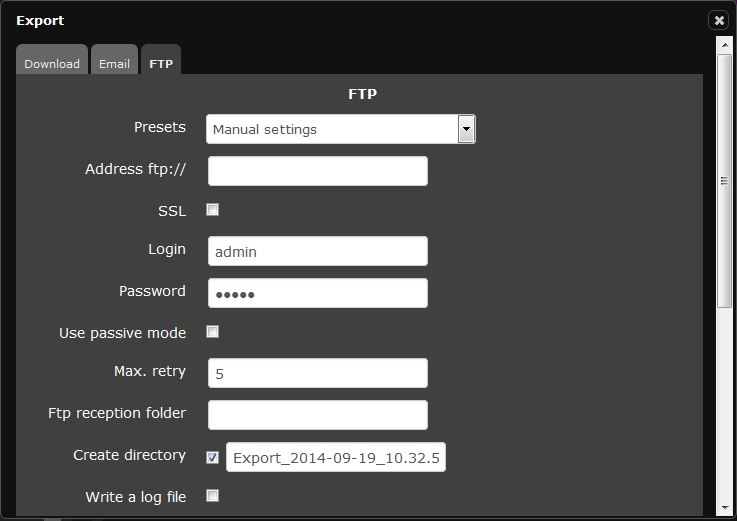 Export
Download Email FTP
FTP
Presets Manual settings
Address ftp://
SSL
Login admin
Password •••••
Use passive mode
Max. retry 5
Ftp reception folder
Create directory Export_2014-09-19_10.32.5
Write a log file